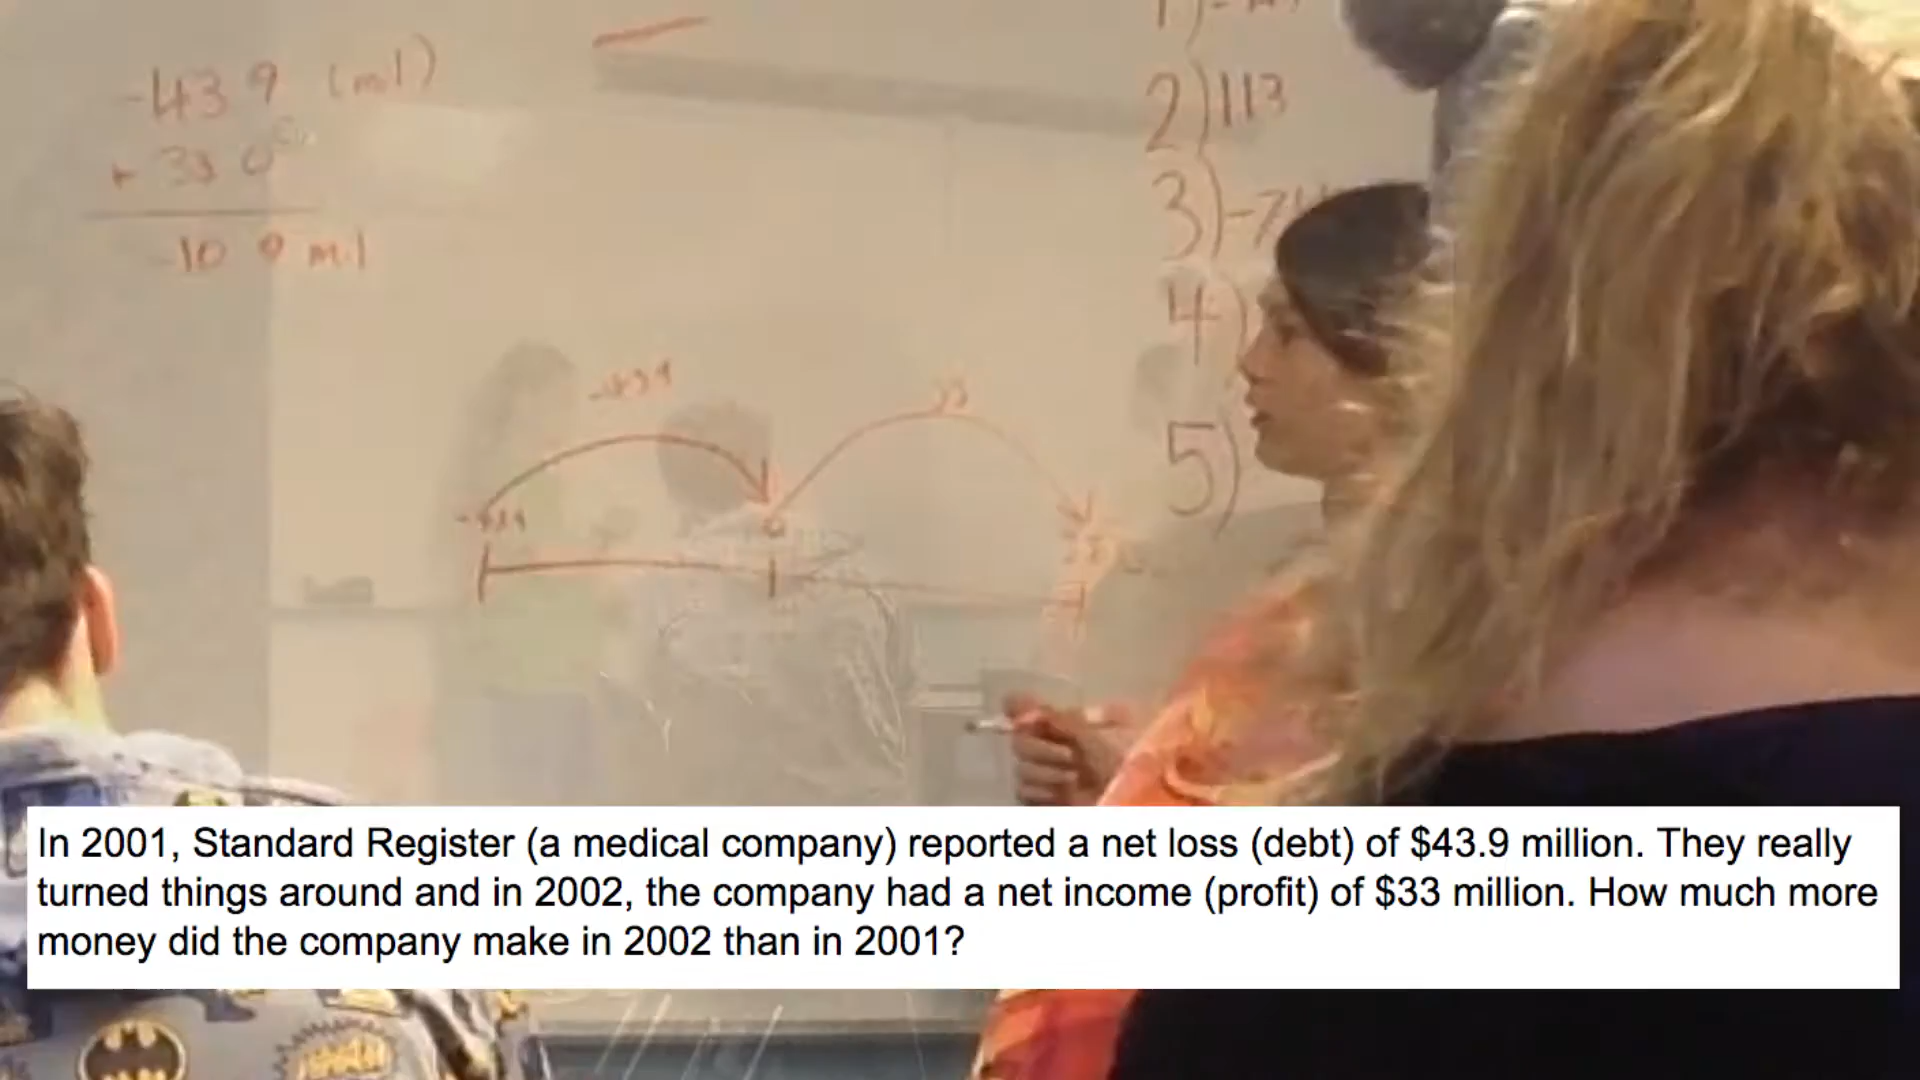 -43.9 (mil)
+ 33.0
-10.9 mil
2) 113
3) -7
4)
5)
33
0
In 2001, Standard Register (a medical company) reported a net loss (debt) of $43.9 million. They really
turned things around and in 2002, the company had a net income (profit) of $33 million. How much more
money did the company make in 2002 than in 2001?